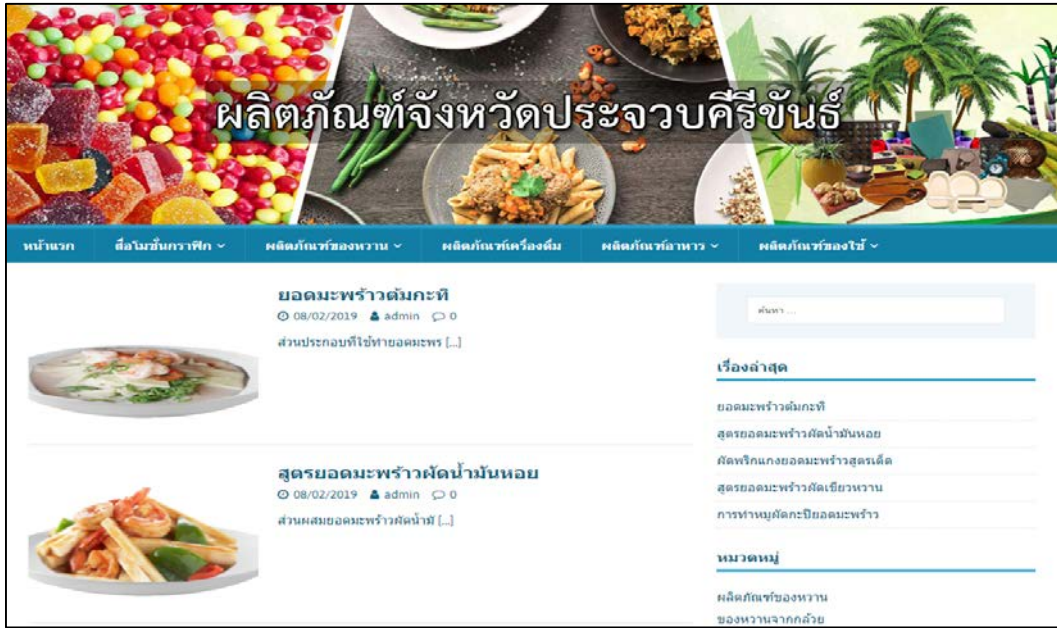 ผลิตภัณฑ์จังหวัดประจวบคีรีขันธ์
หน้าแรก สื่อโมชั่นกราฟิก ผลิตภัณฑ์ของหวาน ผลิตภัณฑ์เครื่องดื่ม ผลิตภัณฑ์อาหาร ผลิตภัณฑ์ของใช้
ยอดมะพร้าวต้มกะทิ
08/02/2019 admin 0
ส่วนประกอบที่ใช้ทำยอดมะพร [...]
สูตรยอดมะพร้าวผัดน้ำมันหอย
08/02/2019 admin 0
ส่วนผสมยอดมะพร้าวผัดน้ำมั [...]
ค้นหา ...
เรื่องล่าสุด
ยอดมะพร้าวต้มกะทิ
สูตรยอดมะพร้าวผัดน้ำมันหอย
ผัดพริกแกงยอดมะพร้าวสูตรเด็ด
สูตรยอดมะพร้าวผัดเขียวหวาน
การทำหมูผัดกะปิยอดมะพร้าว
หมวดหมู่
ผลิตภัณฑ์ของหวาน
ของหวานจากกล้วย